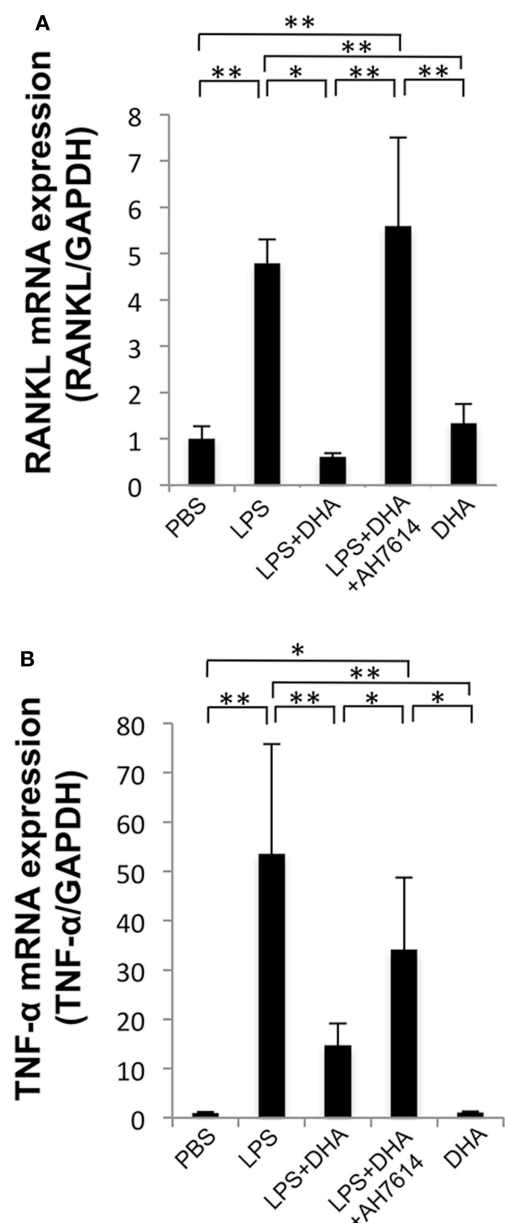 A
**
**
** * ** **
RANKL mRNA expression
(RANKL/GAPDH)
8
7
6
5
4
3
2
1
0
PBS
LPS
LPS+DHA
LPS+DHA
+AH7614
DHA
B
*
**
** ** * *
TNF-α mRNA expression
(TNF-α/GAPDH)
80
70
60
50
40
30
20
10
0
PBS
LPS
LPS+DHA
LPS+DHA
+AH7614
DHA